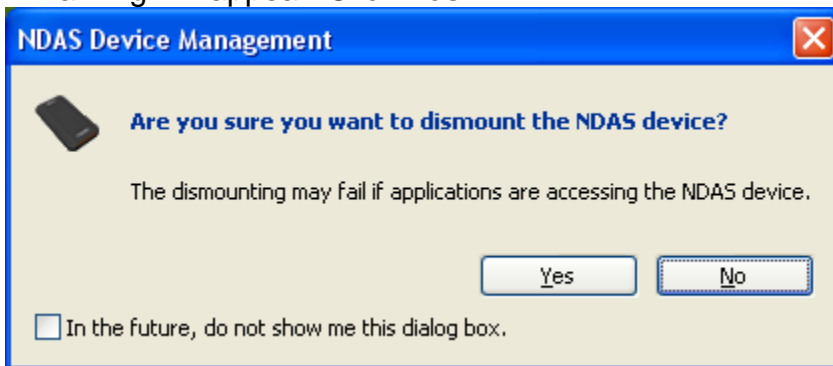 NDAS Device Management
Are you sure you want to dismount the NDAS device?
The dismounting may fail if applications are accessing the NDAS device.
Yes No
In the future, do not show me this dialog box.